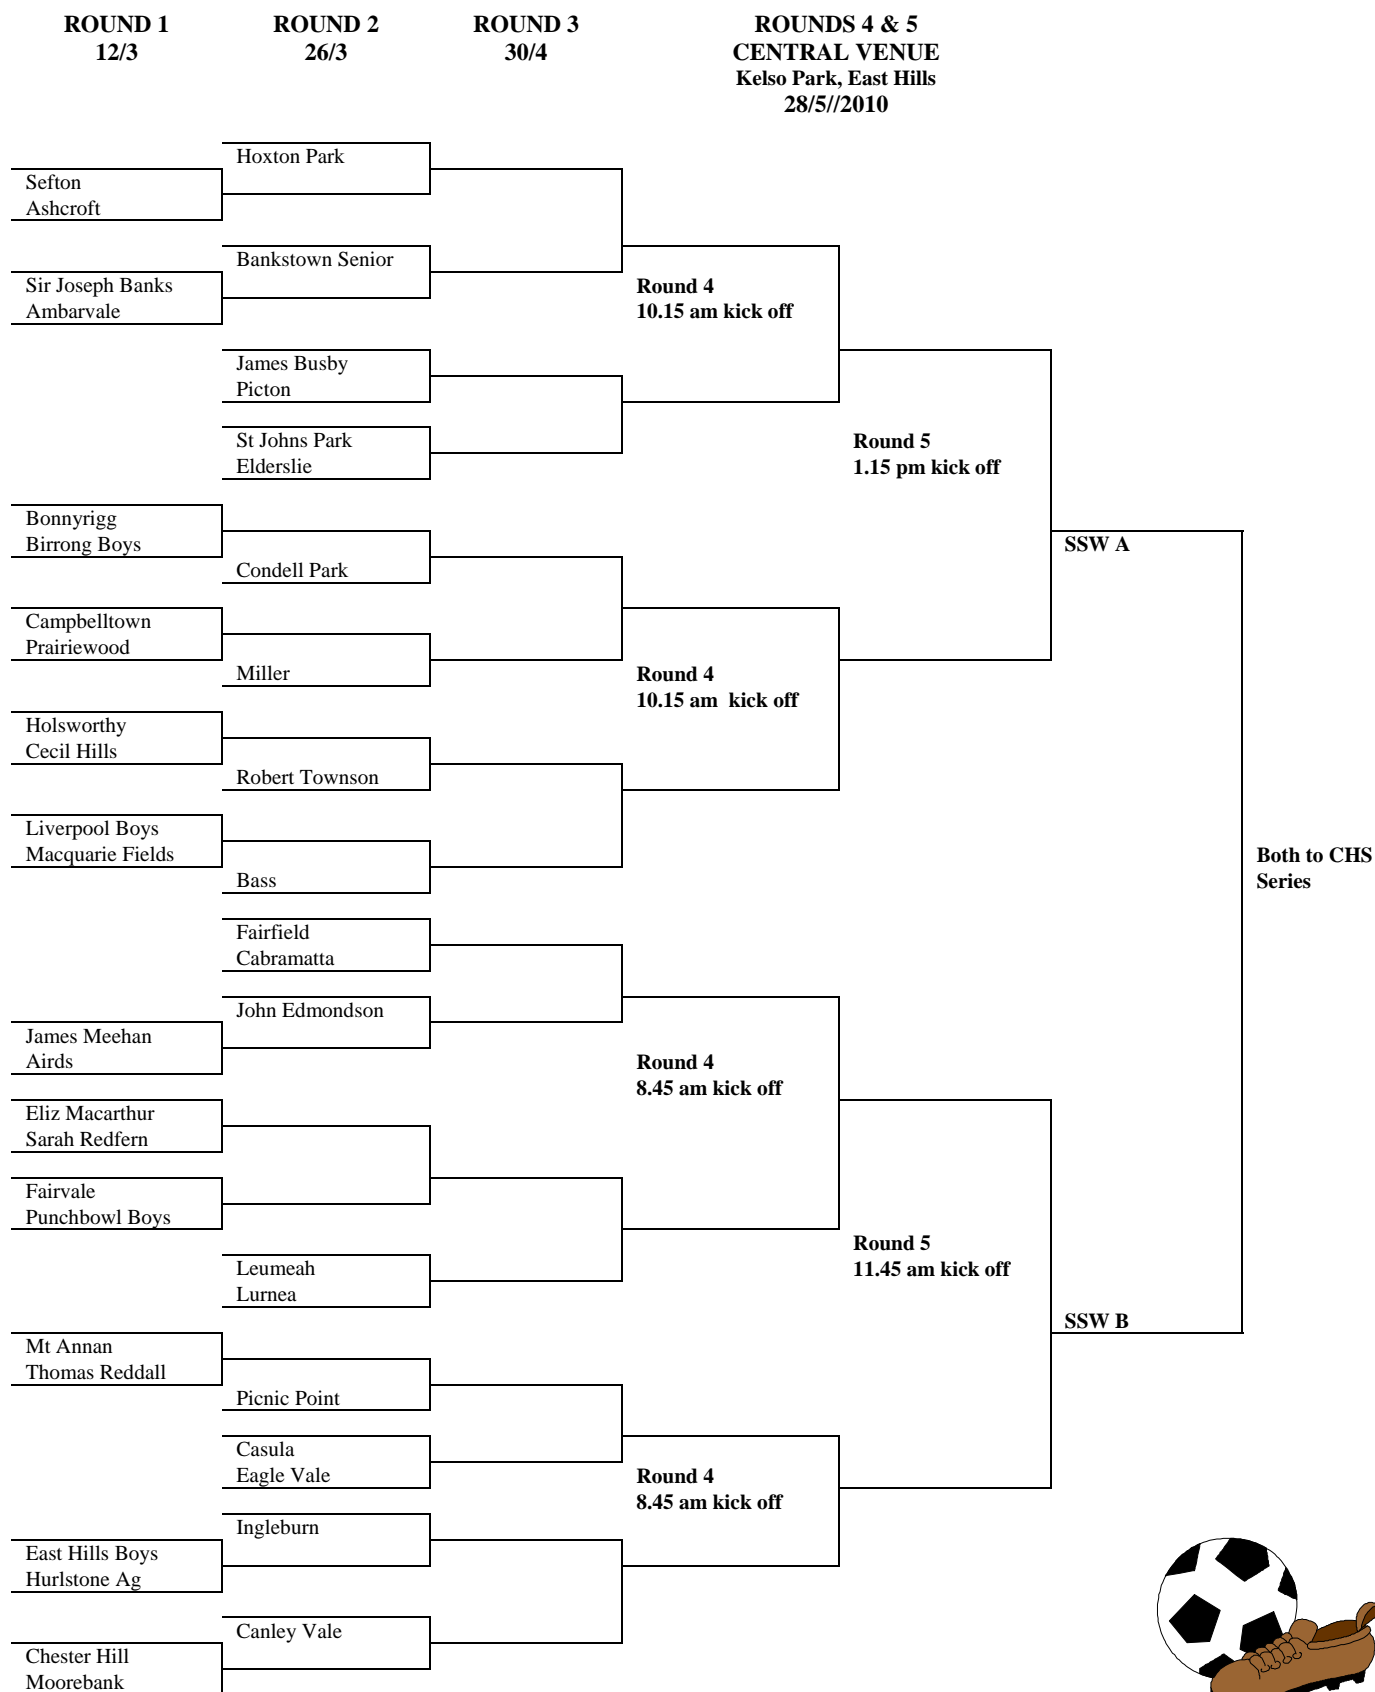 ROUND 1
12/3
ROUND 2
26/3
ROUND 3
30/4
ROUNDS 4 & 5
CENTRAL VENUE
Kelso Park, East Hills
28/5//2010
Hoxton Park
Sefton
Ashcroft
Bankstown Senior
Sir Joseph Banks
Ambarvale
Round 4
10.15 am kick off
James Busby
Picton
St Johns Park
Elderslie
Round 5
1.15 pm kick off
Bonnyrigg
Birrong Boys
SSW A
Condell Park
Campbelltown
Prairiewood
Miller
Round 4
10.15 am  kick off
Holsworthy
Cecil Hills
Robert Townson
Liverpool Boys
Macquarie Fields
Both to CHS
Series
Bass
Fairfield
Cabramatta
John Edmondson
James Meehan
Airds
Round 4
8.45 am kick off
Eliz Macarthur
Sarah Redfern
Fairvale
Punchbowl Boys
Round 5
11.45 am kick off
Leumeah
Lurnea
SSW B
Mt Annan
Thomas Reddall
Picnic Point
Casula
Eagle Vale
Round 4
8.45 am kick off
Ingleburn
East Hills Boys
Hurlstone Ag
Canley Vale
Chester Hill
Moorebank